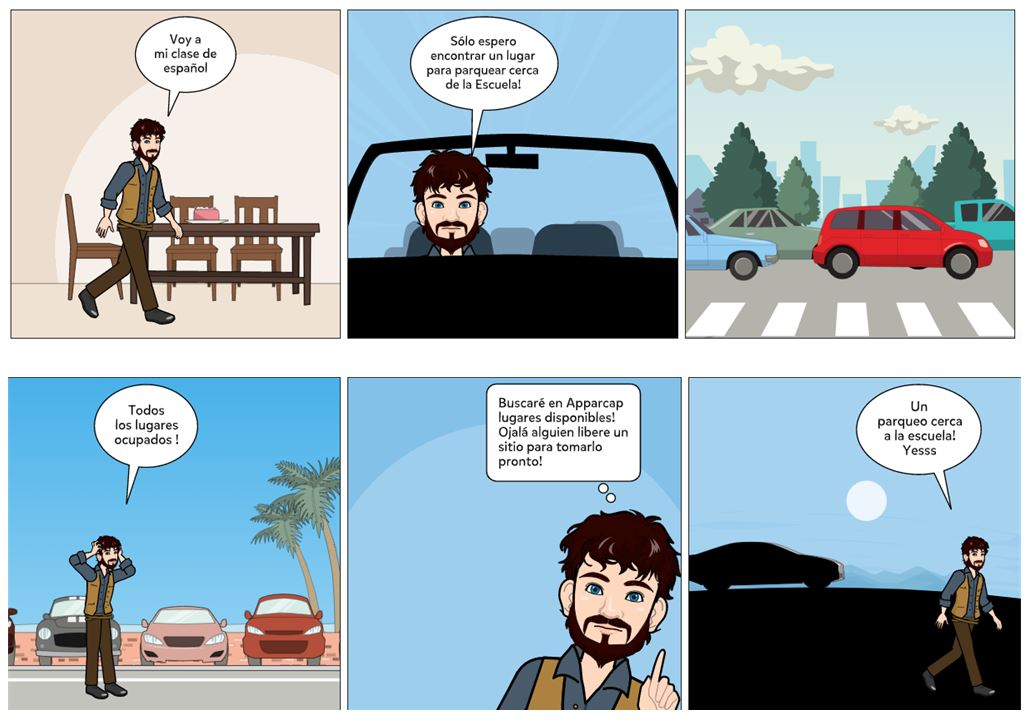 Voy a
mi clase de
español
Sólo espero
encontrar un lugar
para parquear cerca
de la Escuela!
Todos
los lugares
ocupados !
Buscaré en Apparcap
lugares disponibles!
Ojalá alguien libere un
sitio para tomarlo
pronto!
Un
parqueo cerca
a la escuela!
Yesss